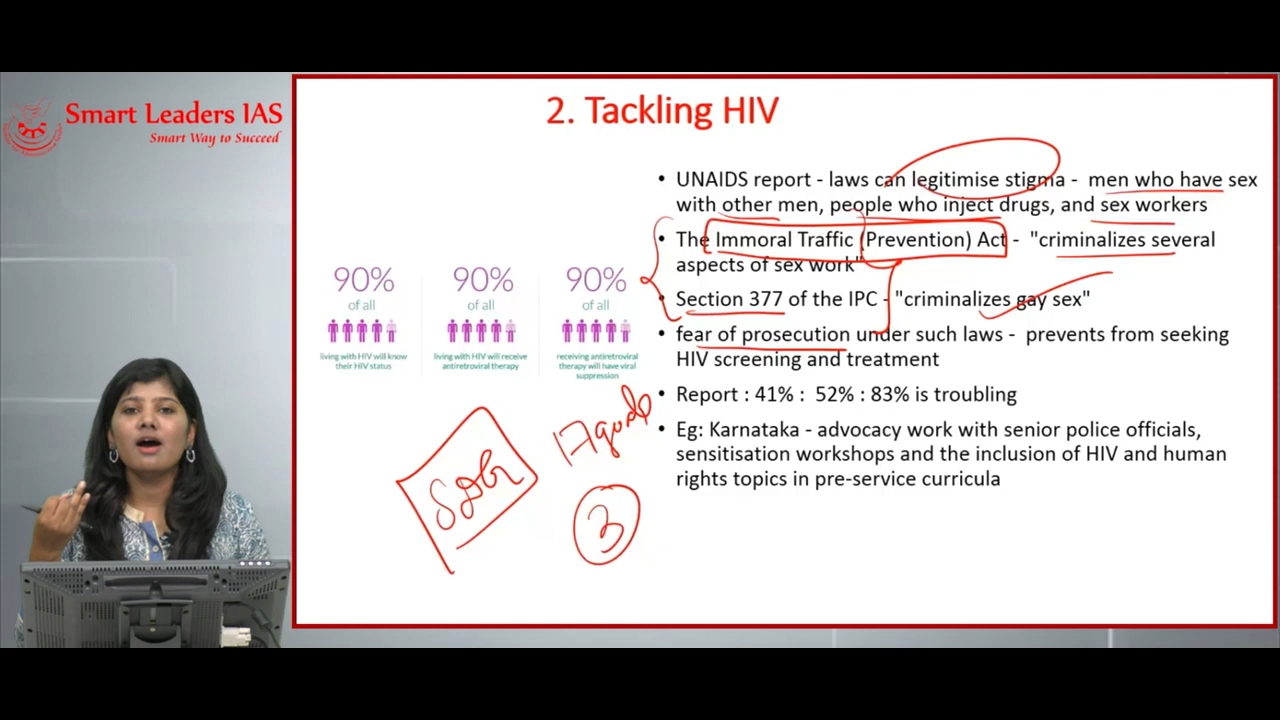 Smart Leaders IAS
Smart Way to Succeed
2. Tackling HIV
• UNAIDS report - laws can legitimise stigma - men who have sex
with other men, people who inject drugs, and sex workers
• The Immoral Traffic (Prevention) Act - "criminalizes several
aspects of sex work"
• Section 377 of the IPC - "criminalizes gay sex"
• fear of prosecution under such laws - prevents from seeking
HIV screening and treatment
• Report : 41% : 52% : 83% is troubling
• Eg: Karnataka - advocacy work with senior police officials,
sensitisation workshops and the inclusion of HIV and human
rights topics in pre-service curricula
90%
of all
living with HIV will know
their HIV status
90%
of all
living with HIV will receive
antiretroviral therapy
90%
of all
receiving antiretroviral
therapy will have viral
suppression
SDG
17 goals
3